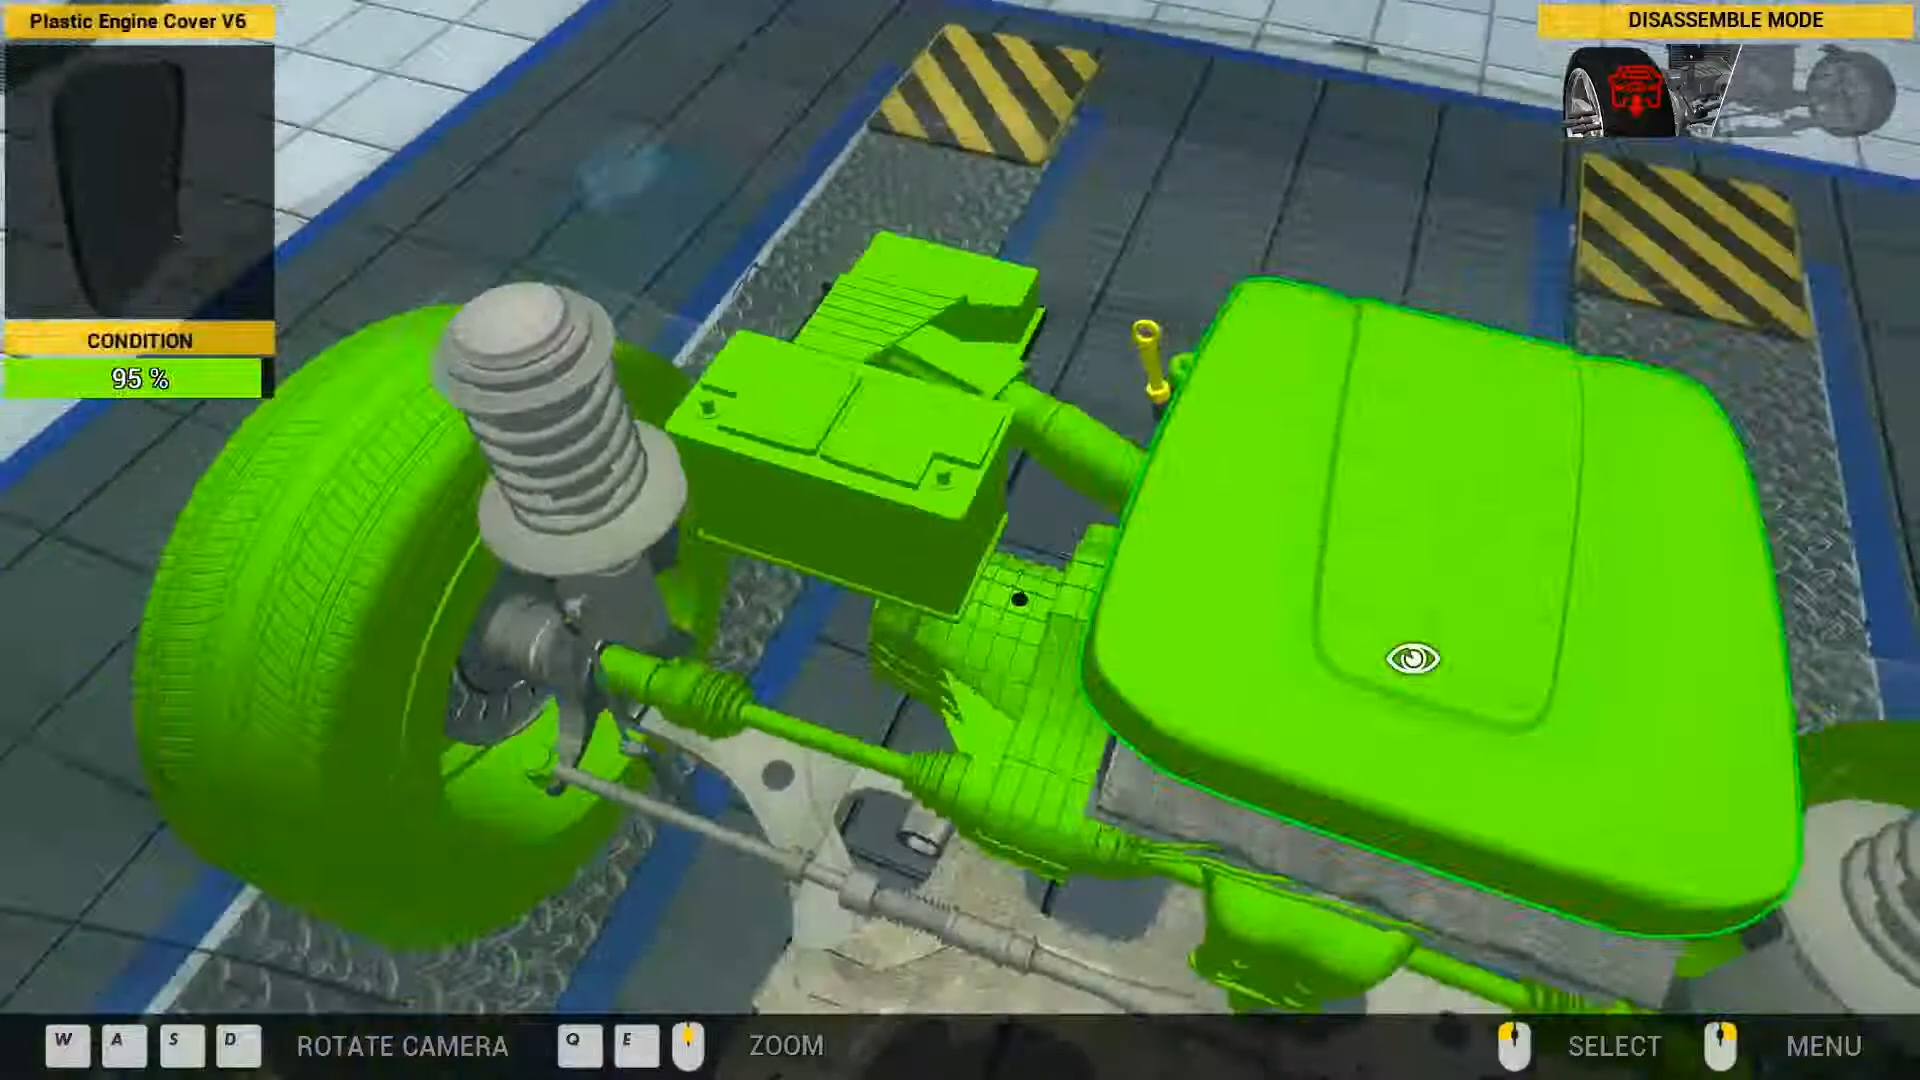 Plastic Engine Cover V6
DISASSEMBLE MODE
CONDITION
95 %
W A S D ROTATE CAMERA Q E ZOOM SELECT MENU